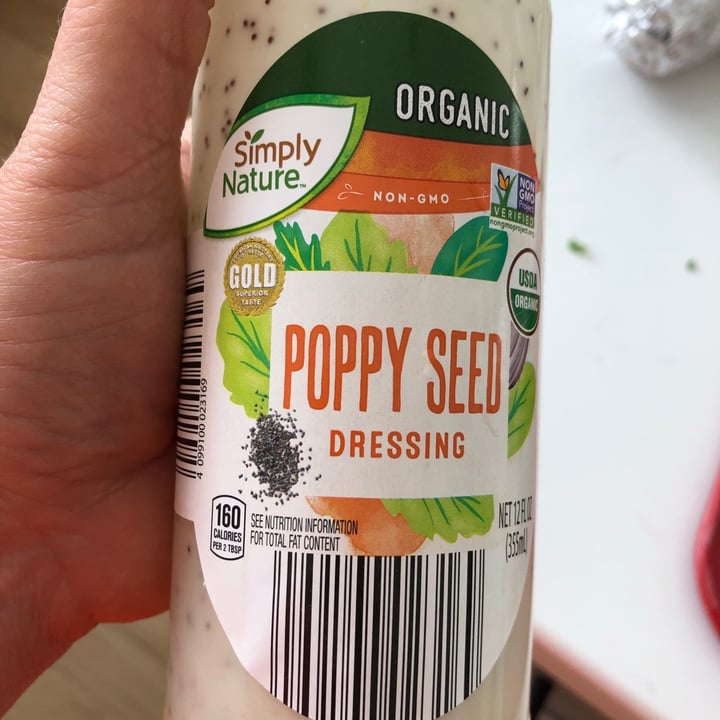 ORGANIC
Simply
Nature™
NON-GMO
NON
GMO
Project
VERIFIED
nongmoproject.org
GOLD
SUPERIOR
TASTE
USDA
ORGANIC
POPPY SEED
DRESSING
4 099100 023169
160
CALORIES
PER 2 TBSP
SEE NUTRITION INFORMATION
FOR TOTAL FAT CONTENT
NET 12 FL OZ
(355mL)